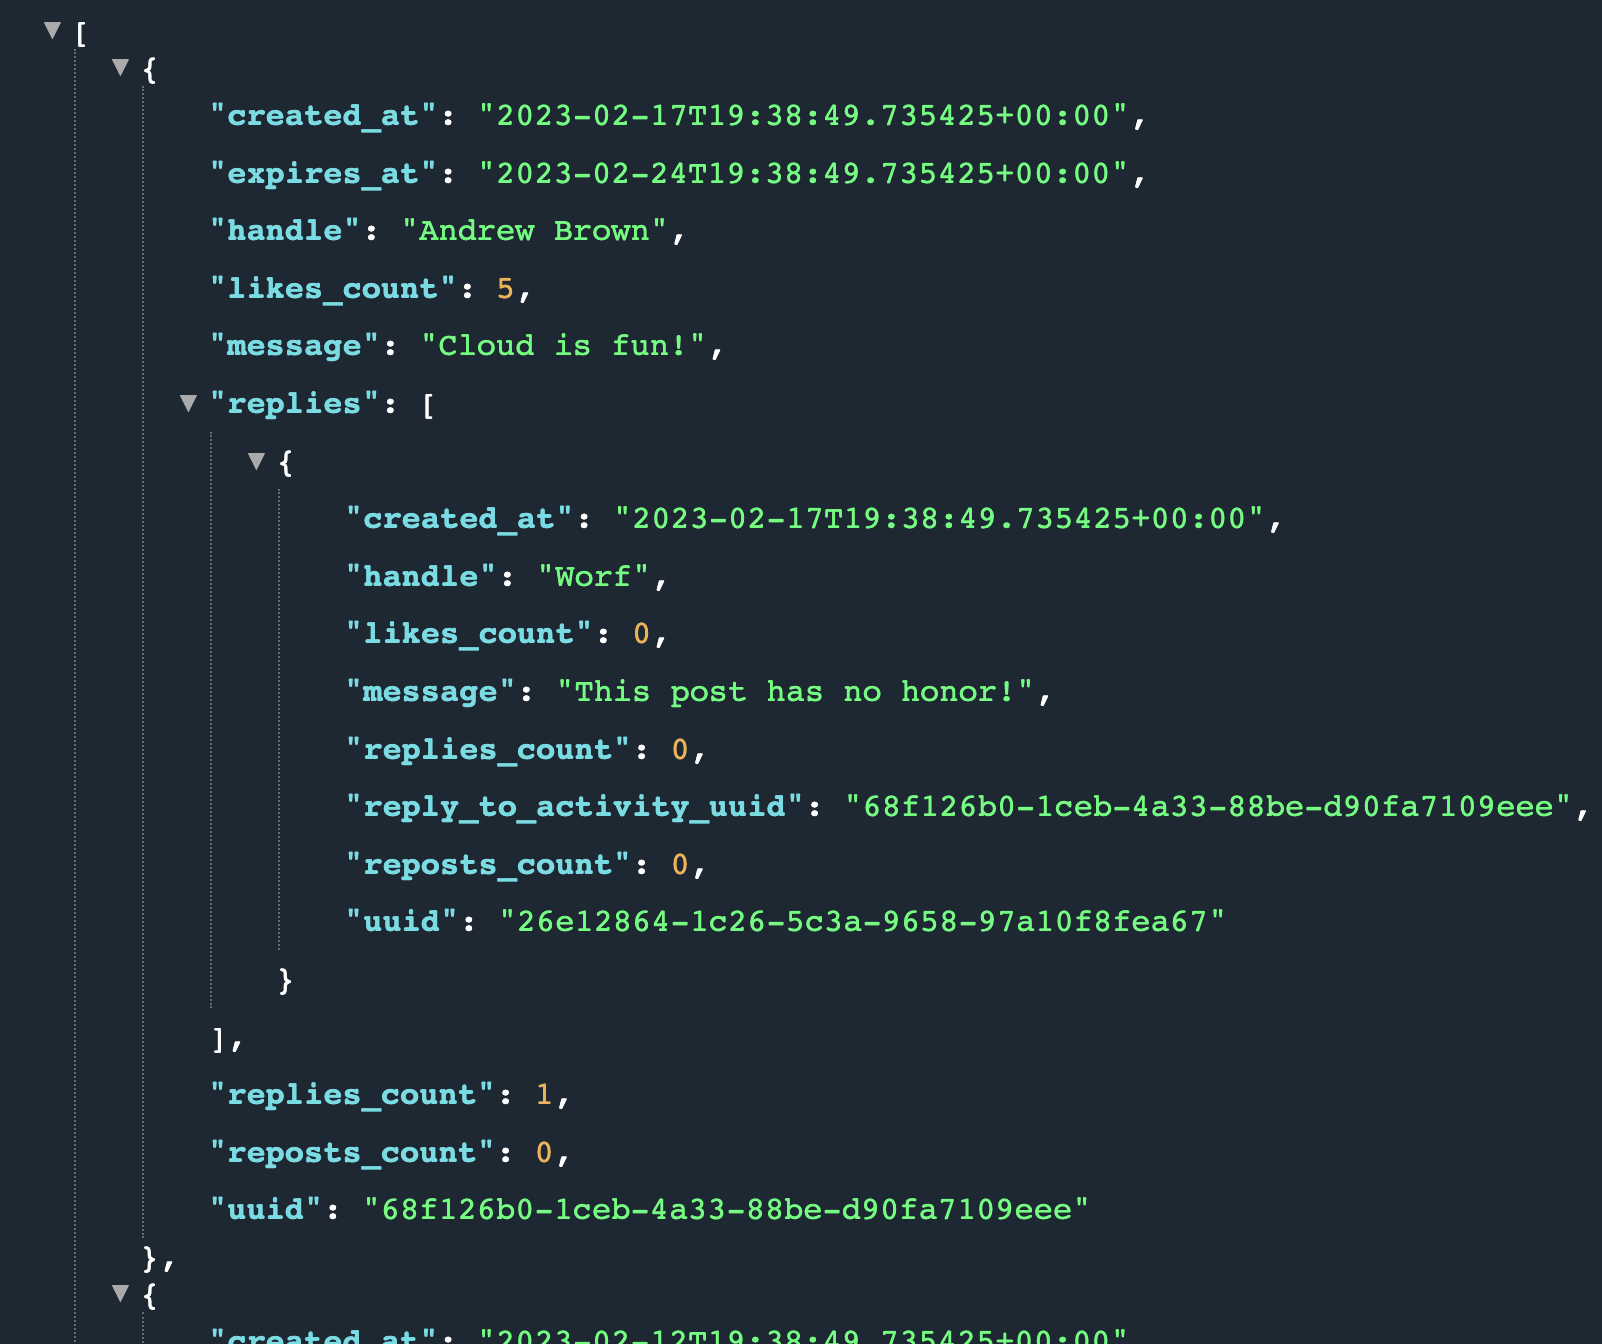 [
{
"created_at": "2023-02-17T19:38:49.735425+00:00",
"expires_at": "2023-02-24T19:38:49.735425+00:00",
"handle": "Andrew Brown",
"likes_count": 5,
"message": "Cloud is fun!",
"replies": [
{
"created_at": "2023-02-17T19:38:49.735425+00:00",
"handle": "Worf",
"likes_count": 0,
"message": "This post has no honor!",
"replies_count": 0,
"reply_to_activity_uuid": "68f126b0-1ceb-4a33-88be-d90fa7109eee",
"reposts_count": 0,
"uuid": "26e12864-1c26-5c3a-9658-97a10f8fea67"
}
],
"replies_count": 1,
"reposts_count": 0,
"uuid": "68f126b0-1ceb-4a33-88be-d90fa7109eee"
},
{
"created_at": "2023-02-12T19:38:49.735425+00:00"